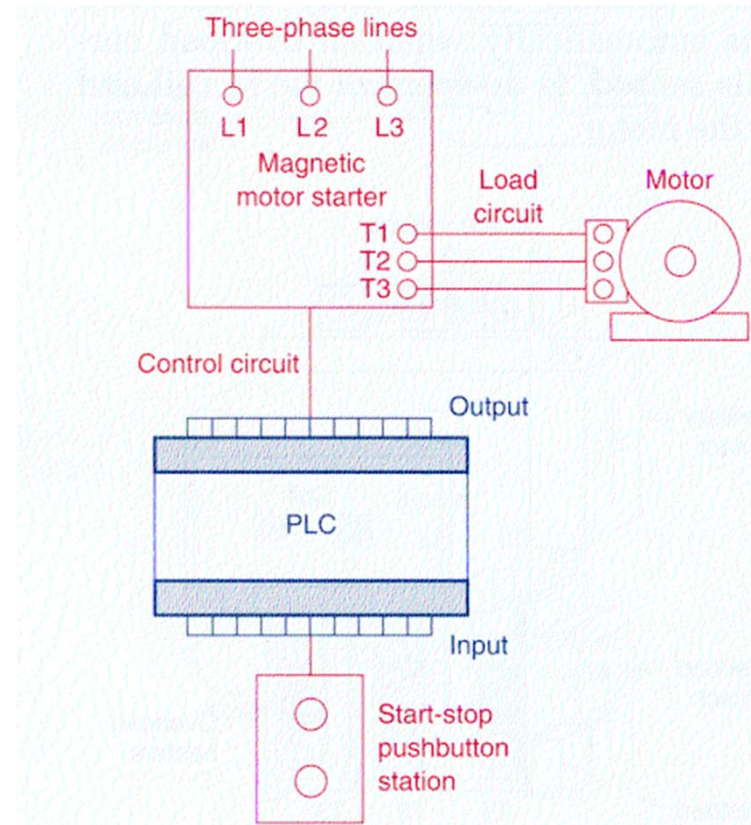 Three-phase lines
L1 L2 L3
Magnetic
motor starter
Load
circuit
Motor
T1
T2
T3
Control circuit
Output
PLC
Input
Start-stop
pushbutton
station